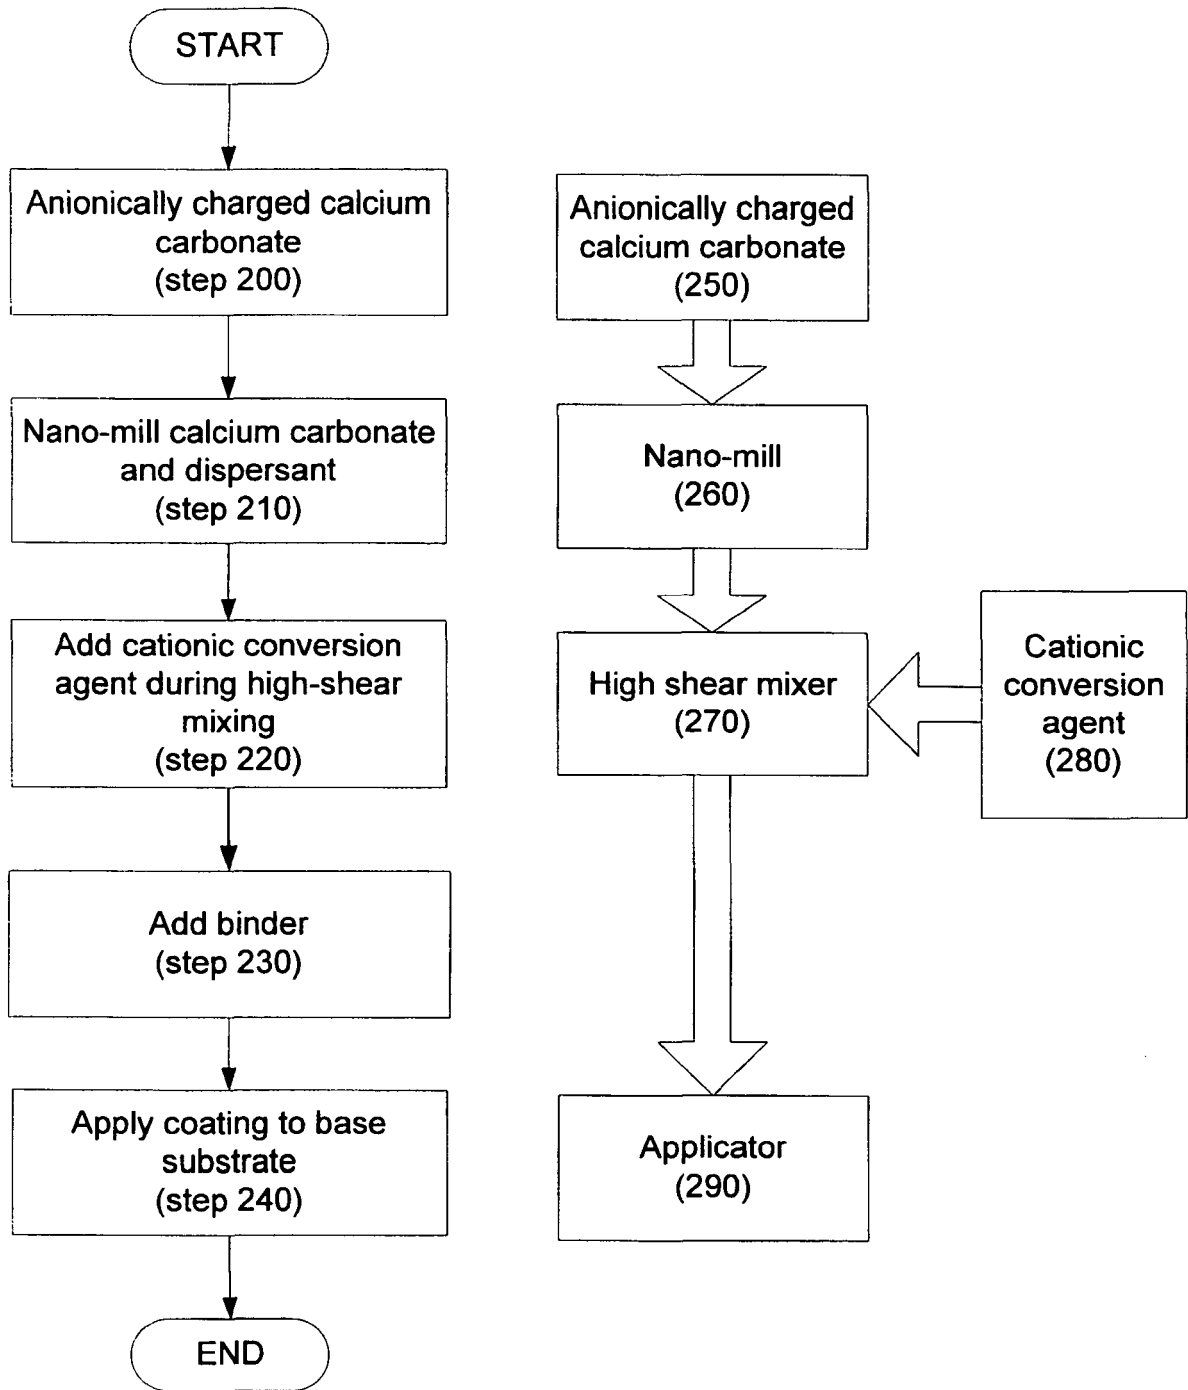 START
Anionically charged calcium
carbonate
(step 200)
Nano-mill calcium carbonate
and dispersant
(step 210)
Add cationic conversion
agent during high-shear
mixing
(step 220)
Add binder
(step 230)
Apply coating to base
substrate
(step 240)
END
Anionically charged
calcium carbonate
(250)
Nano-mill
(260)
High shear mixer
(270)
Cationic
conversion
agent
(280)
Applicator
(290)